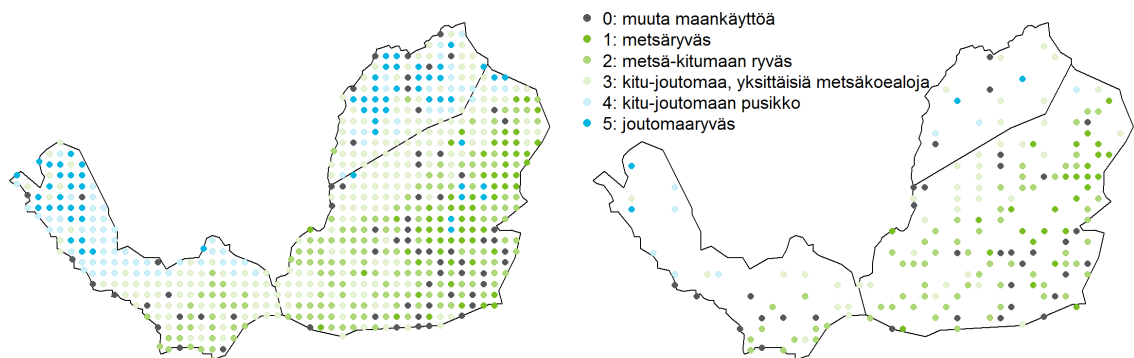 0: muuta maankäyttöä
1: metsäryväs
2: metsä-kitumaan ryväs
3: kitu-joutomaa, yksittäisiä metsäkoealoja
4: kitu-joutomaan pusikko
5: joutomaaryväs